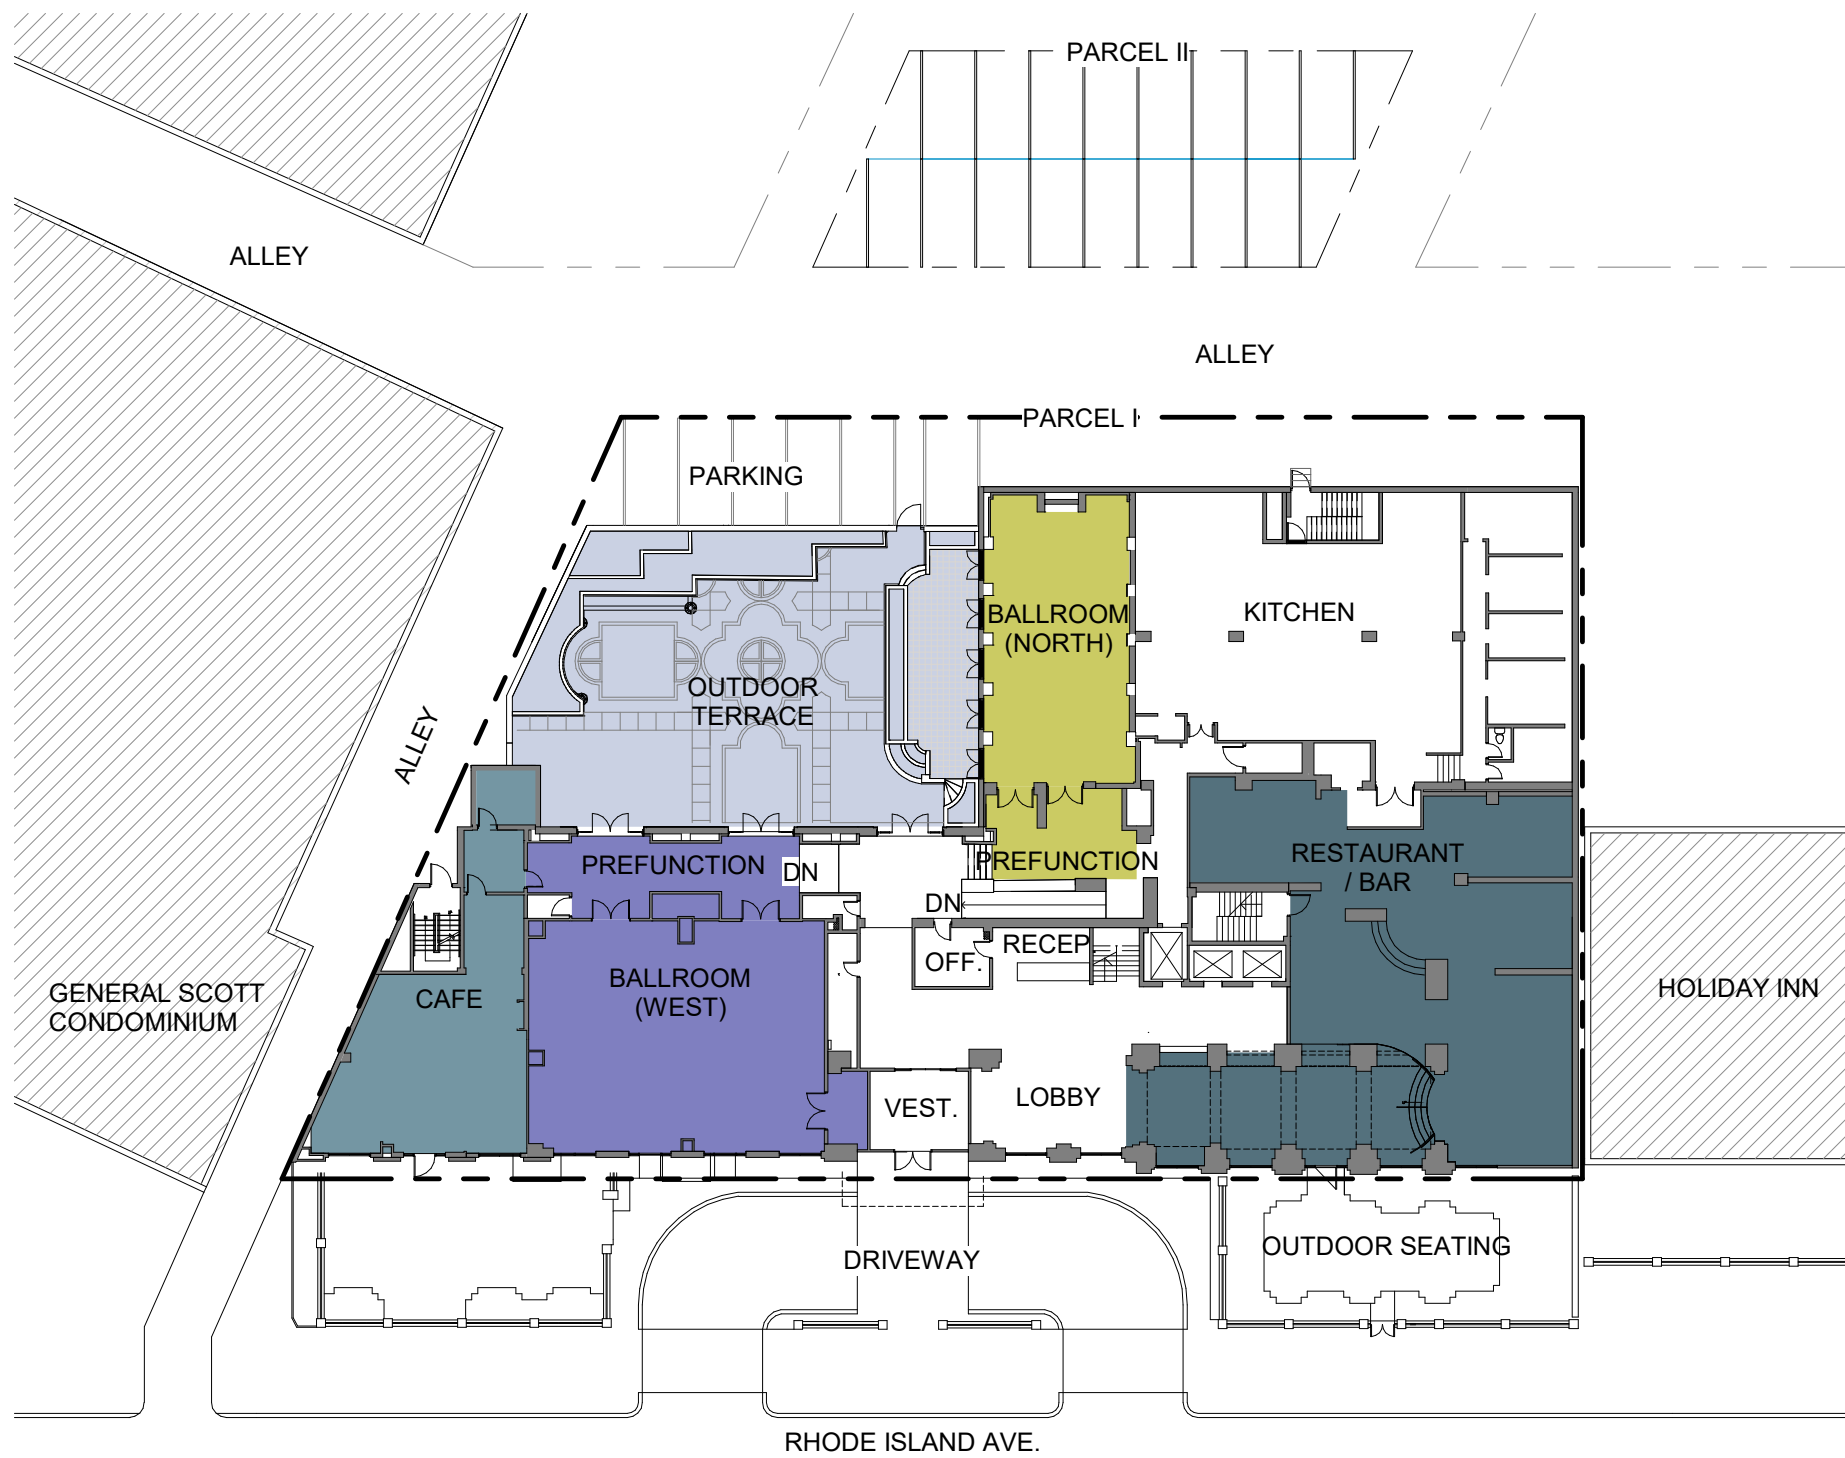 PARCEL II
ALLEY
ALLEY
PARCEL I
PARKING
BALLROOM
(NORTH)
KITCHEN
OUTDOOR
TERRACE
ALLEY
PREFUNCTION
DN
PREFUNCTION
RESTAURANT
/ BAR
DN
RECEP.
OFF.
BALLROOM
(WEST)
CAFE
GENERAL SCOTT
CONDOMINIUM
HOLIDAY INN
LOBBY
VEST.
OUTDOOR SEATING
DRIVEWAY
RHODE ISLAND AVE.